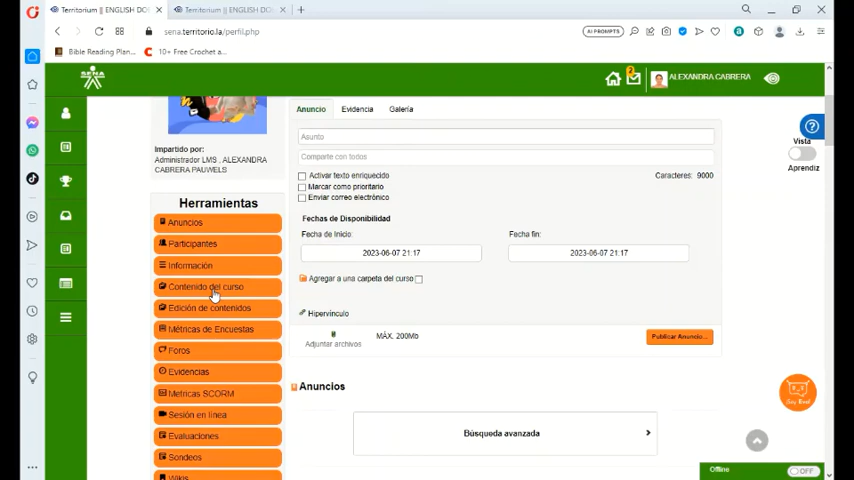 Territorium || ENGLISH DO
Territorium || ENGLISH DO
sena.territorio.la/perfil.php
AI PROMPTS
Bible Reading Plan...
10+ Free Crochet a...
SENA
2
ALEXANDRA CABRERA
Anuncio
Evidencia
Galería
Asunto
Comparte con todos
Activar texto enriquecido
Caracteres: 9000
Marcar como prioritario
Enviar correo electrónico
Vista
Aprendiz
Impartido por:
Administrador LMS , ALEXANDRA
CABRERA PAUWELS
Herramientas
Anuncios
Participantes
Información
Contenido del curso
Edición de contenidos
Métricas de Encuestas
Foros
Evidencias
Metricas SCORM
Sesión en línea
Evaluaciones
Sondeos
Wikis
Fechas de Disponibilidad
Fecha de Inicio:
Fecha fin:
2023-06-07 21:17
2023-06-07 21:17
Agregar a una carpeta del curso
Hipervínculo
Adjuntar archivos
MÁX. 200Mo
Publicar Anuncio...
Anuncios
Búsqueda avanzada
Offline
OFF